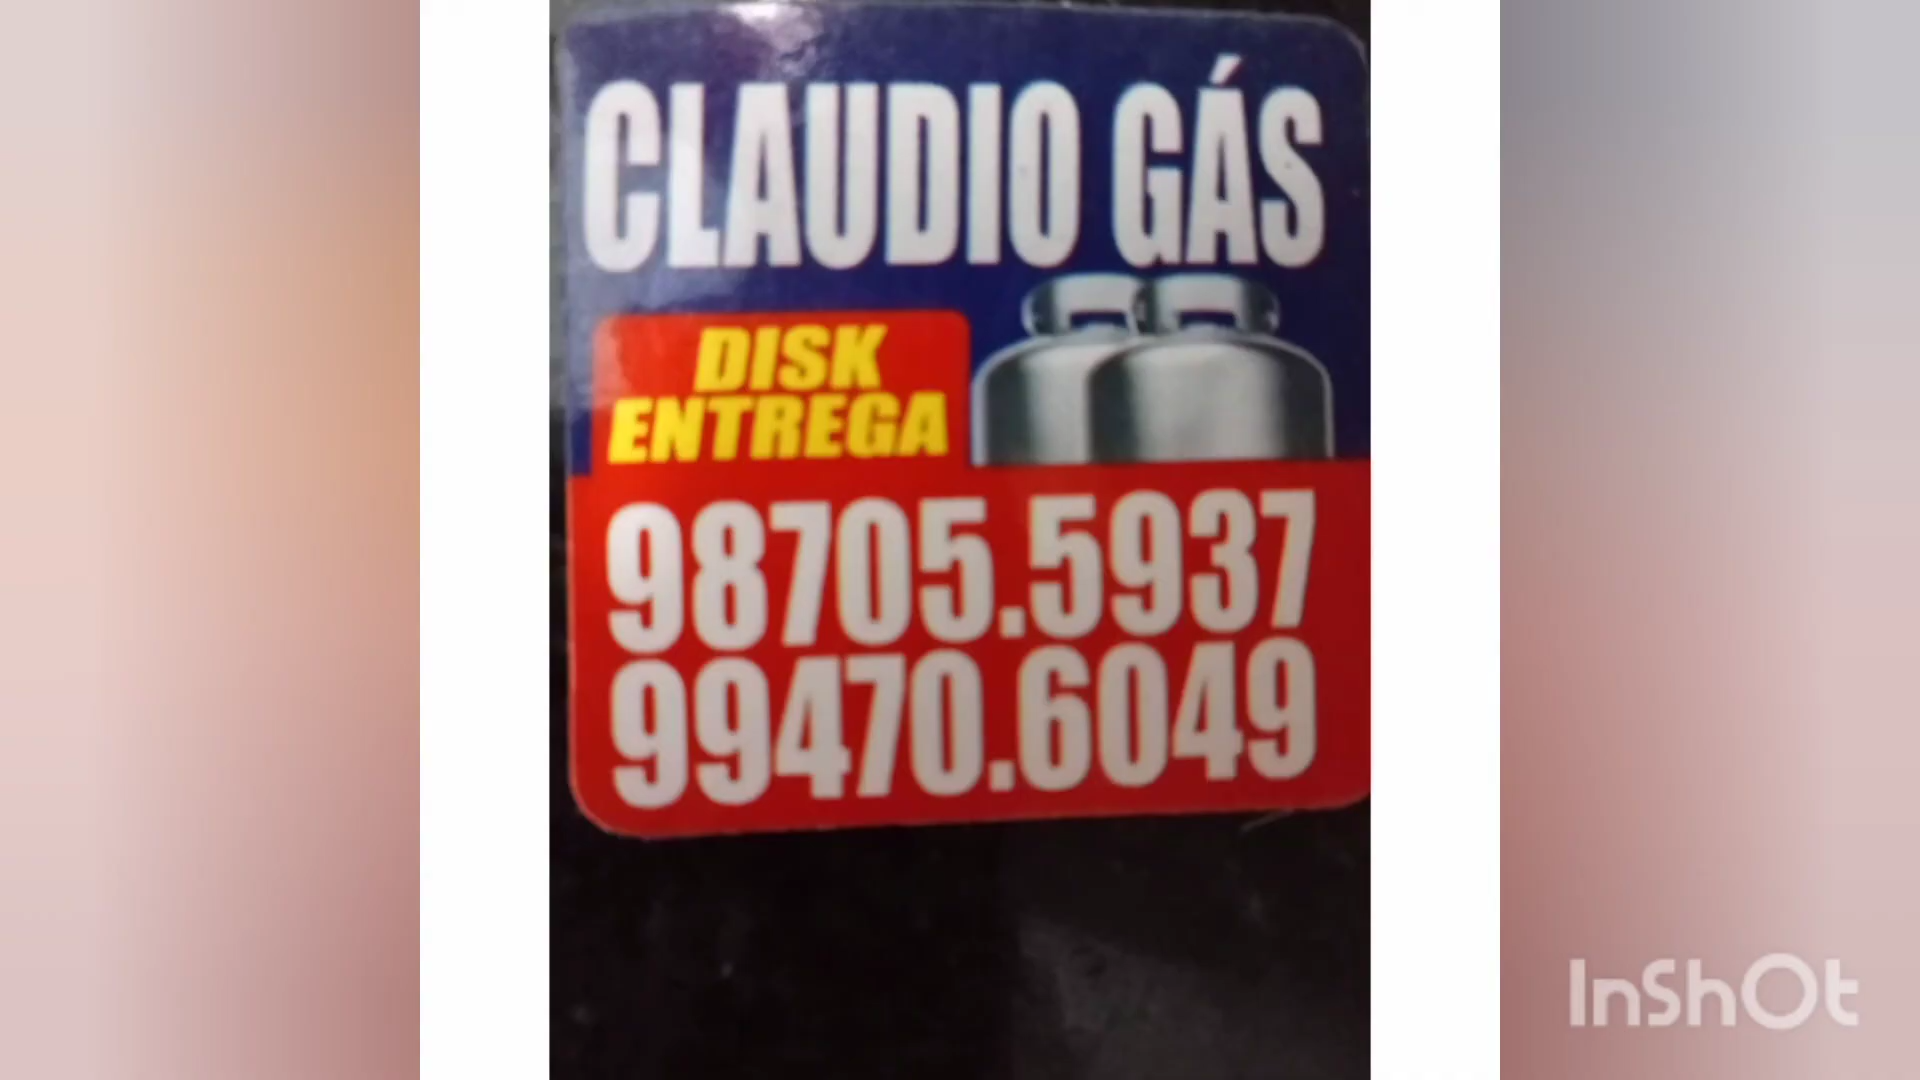 CLAUDIO GÁS
DISK
ENTREGA
98705.5937
99470.6049
InShOt